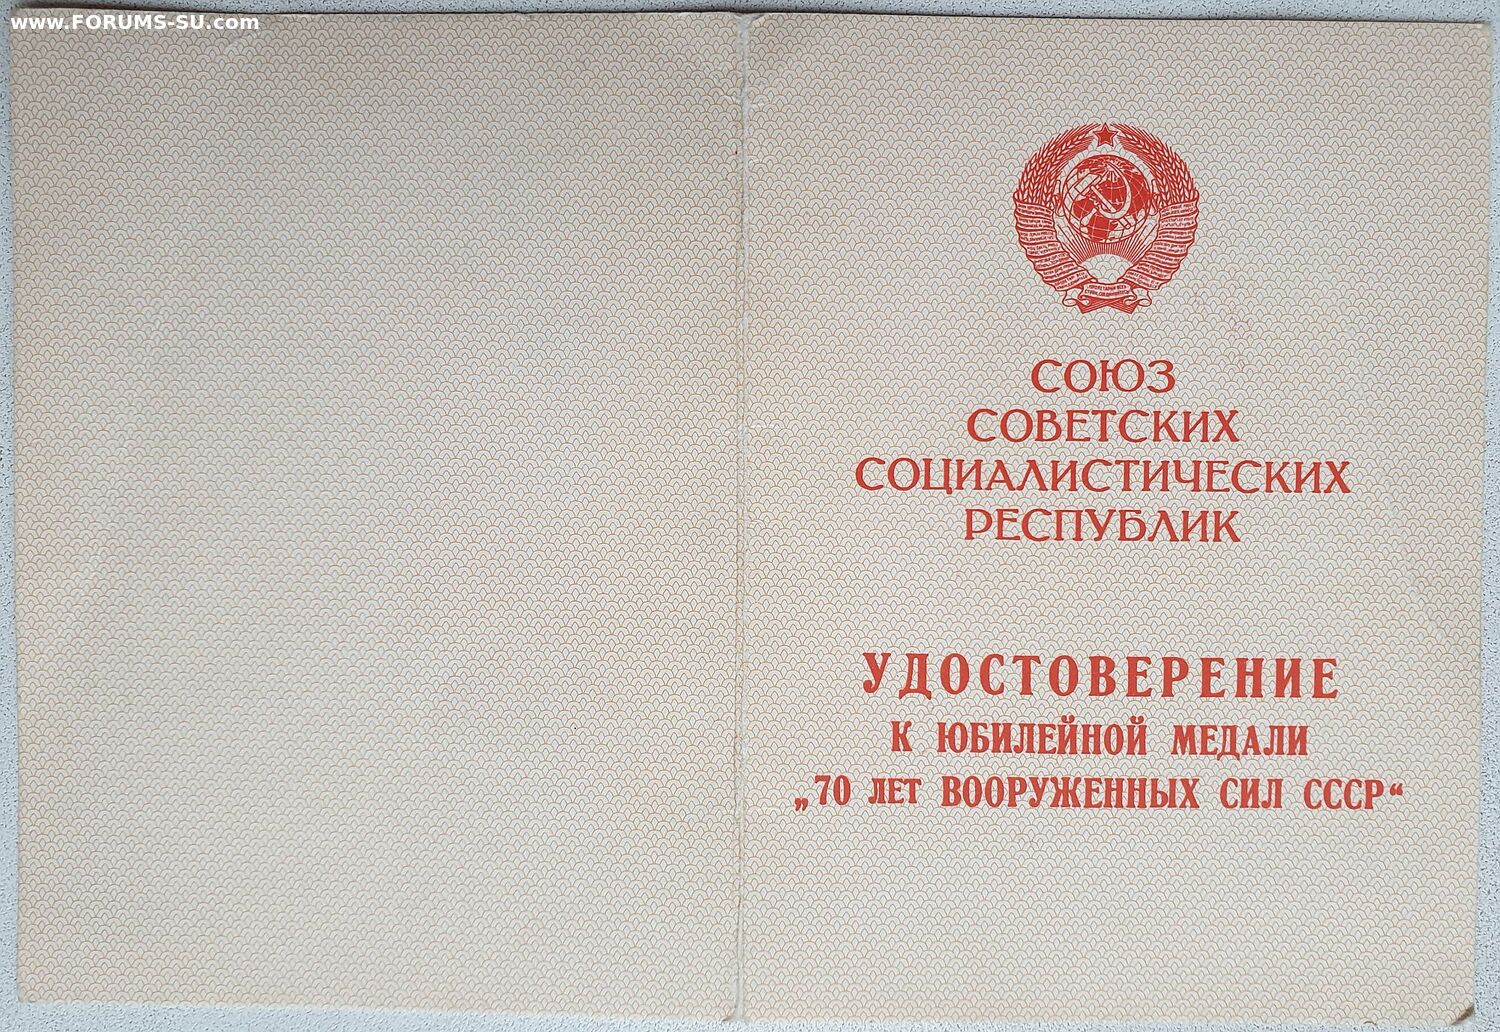 www.FORUMS-SU.com
СОЮЗ
СОВЕТСКИХ
СОЦИАЛИСТИЧЕСКИХ
РЕСПУБЛИК
УДОСТОВЕРЕНИЕ
К ЮБИЛЕЙНОЙ МЕДАЛИ
„70 ЛЕТ ВООРУЖЕННЫХ СИЛ СССР“